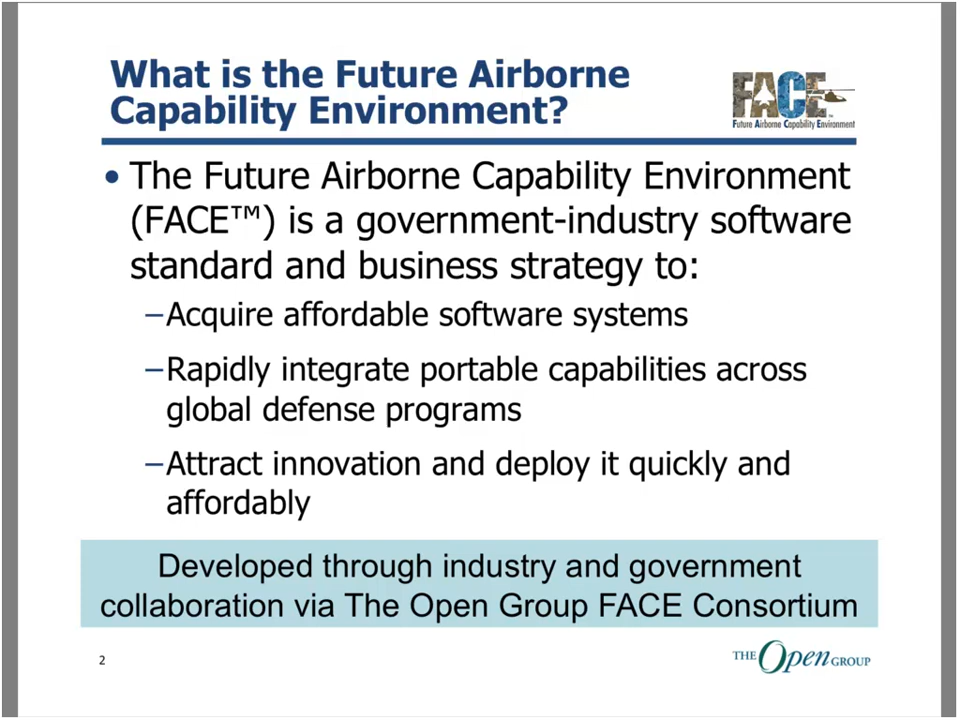 What is the Future Airborne
Capability Environment?
FACE™
Future Airborne Capability Environment
• The Future Airborne Capability Environment
(FACE™) is a government-industry software
standard and business strategy to:
–Acquire affordable software systems
–Rapidly integrate portable capabilities across
global defense programs
–Attract innovation and deploy it quickly and
affordably
Developed through industry and government
collaboration via The Open Group FACE Consortium
2
THE Open GROUP